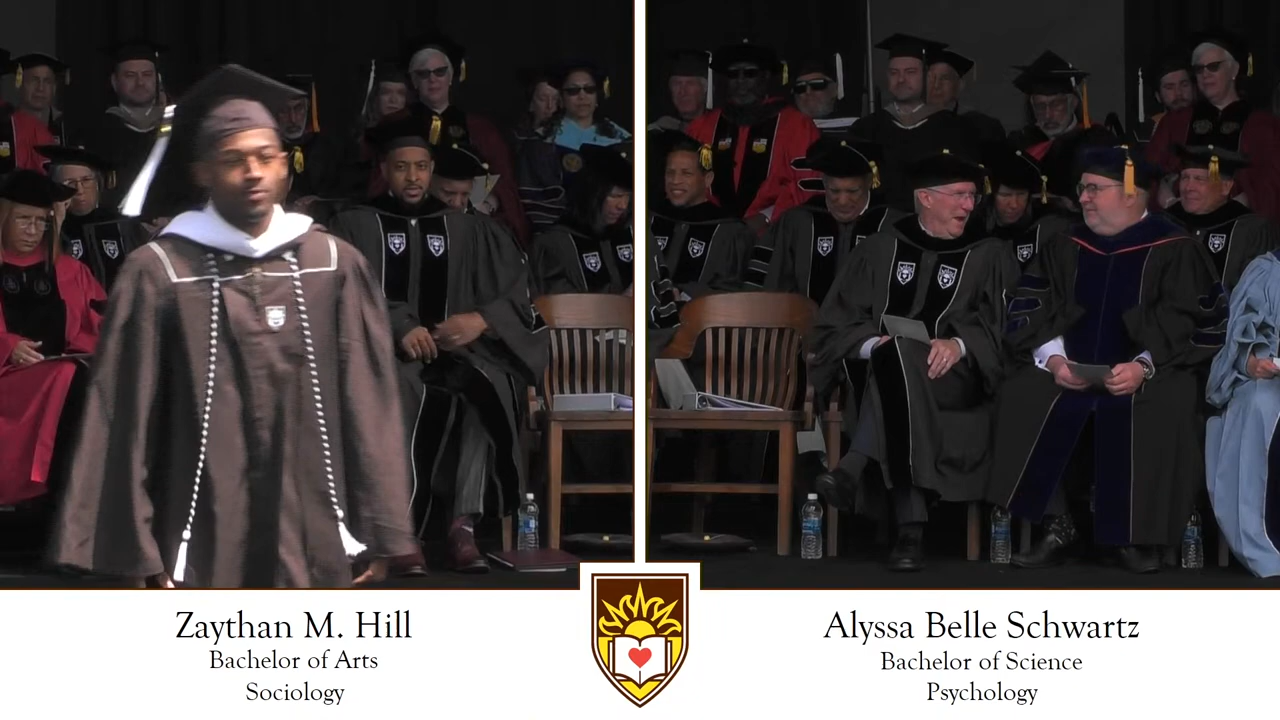 Zaythan M. Hill
Bachelor of Arts
Sociology
Alyssa Belle Schwartz
Bachelor of Science
Psychology